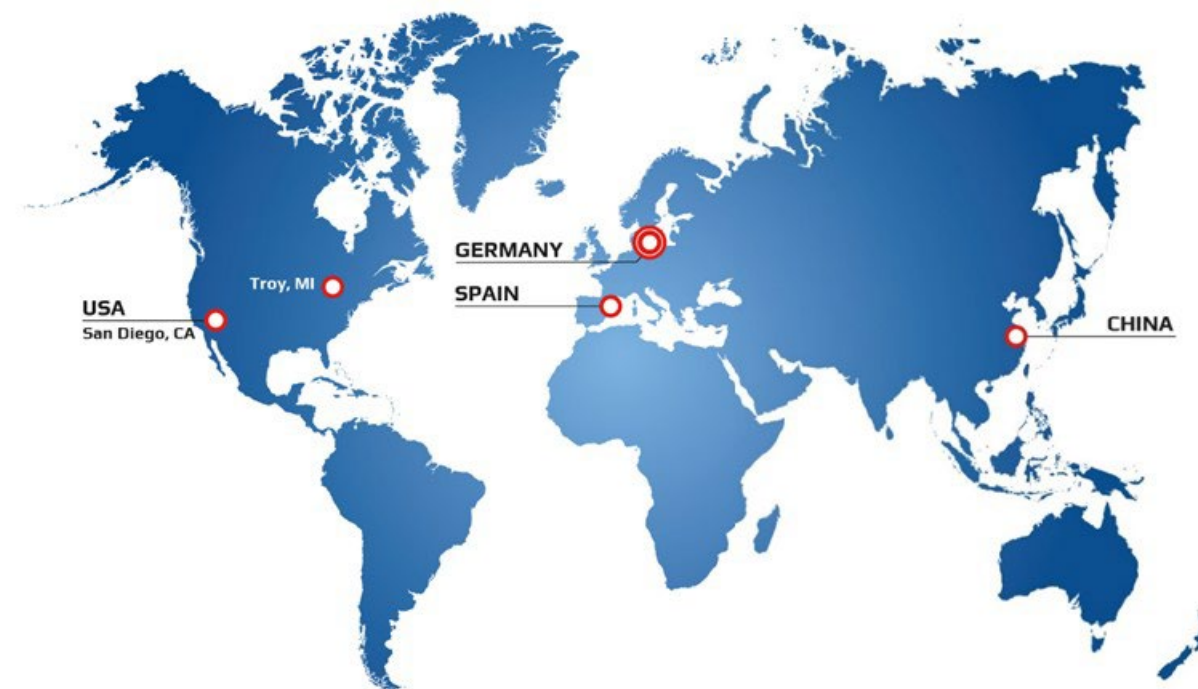 GERMANY
Troy, MI
SPAIN
USA
San Diego, CA
CHINA